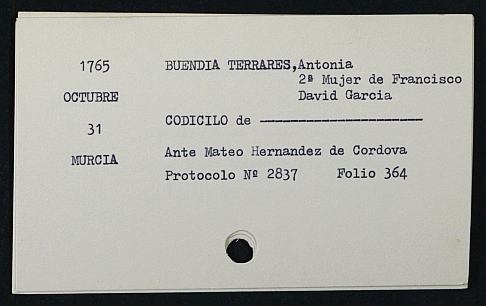 1765 BUENDIA TERRARES,Antonia
2ª Mujer de Francisco
OCTUBRE David Garcia
31 CODICILO de ----------------------
MURCIA Ante Mateo Hernandez de Cordova
Protocolo Nº 2837 Folio 364